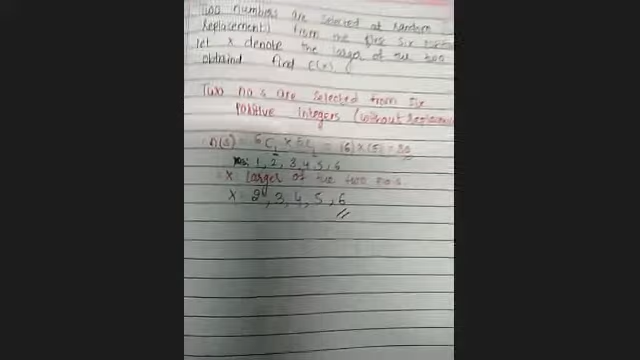 Two numbers are selected at Random
Replacement) from the first six
let x denote the larger of the two
obtaind find E(x)
Two no s are selected from six
positive integers (without Replacem
n(s) = 6C1 x 5C1 = (6) x (5) = 30
1, 2, 3, 4, 5, 6
x larger of the two no s.
x = 2, 3, 4, 5, 6